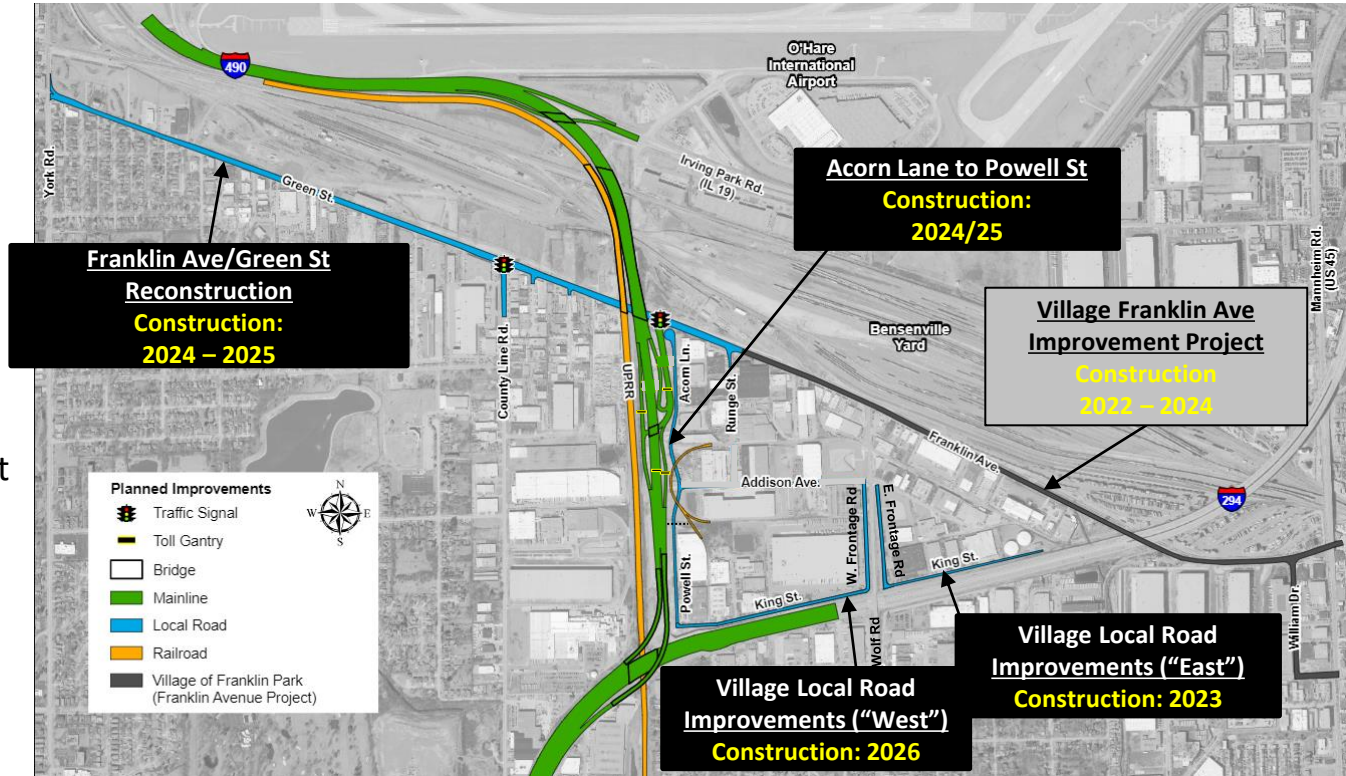 490
O'Hare
International
Airport
York Rd.
Green St.
Irving Park Rd.
(IL 19)
Acorn Lane to Powell St
Construction:
2024/25
Mannheim Rd.
(US 45)
Franklin Ave/Green St
Reconstruction
Construction:
2024 – 2025
Village Franklin Ave
Improvement Project
Construction
2022 – 2024
Bensenville
Yard
County Line Rd.
UPRR
Acorn Ln.
Runge St.
Franklin Ave.
t
Addison Ave.
W. Frontage Rd
E. Frontage Rd
294
Planned Improvements
N
W
E
S
Traffic Signal
Toll Gantry
Bridge
Mainline
Local Road
Railroad
Village of Franklin Park
(Franklin Avenue Project)
Powell St.
King St.
King St.
Wolf Rd
William Dr.
Village Local Road
Improvements (“East”)
Construction: 2023
Village Local Road
Improvements (“West”)
Construction: 2026